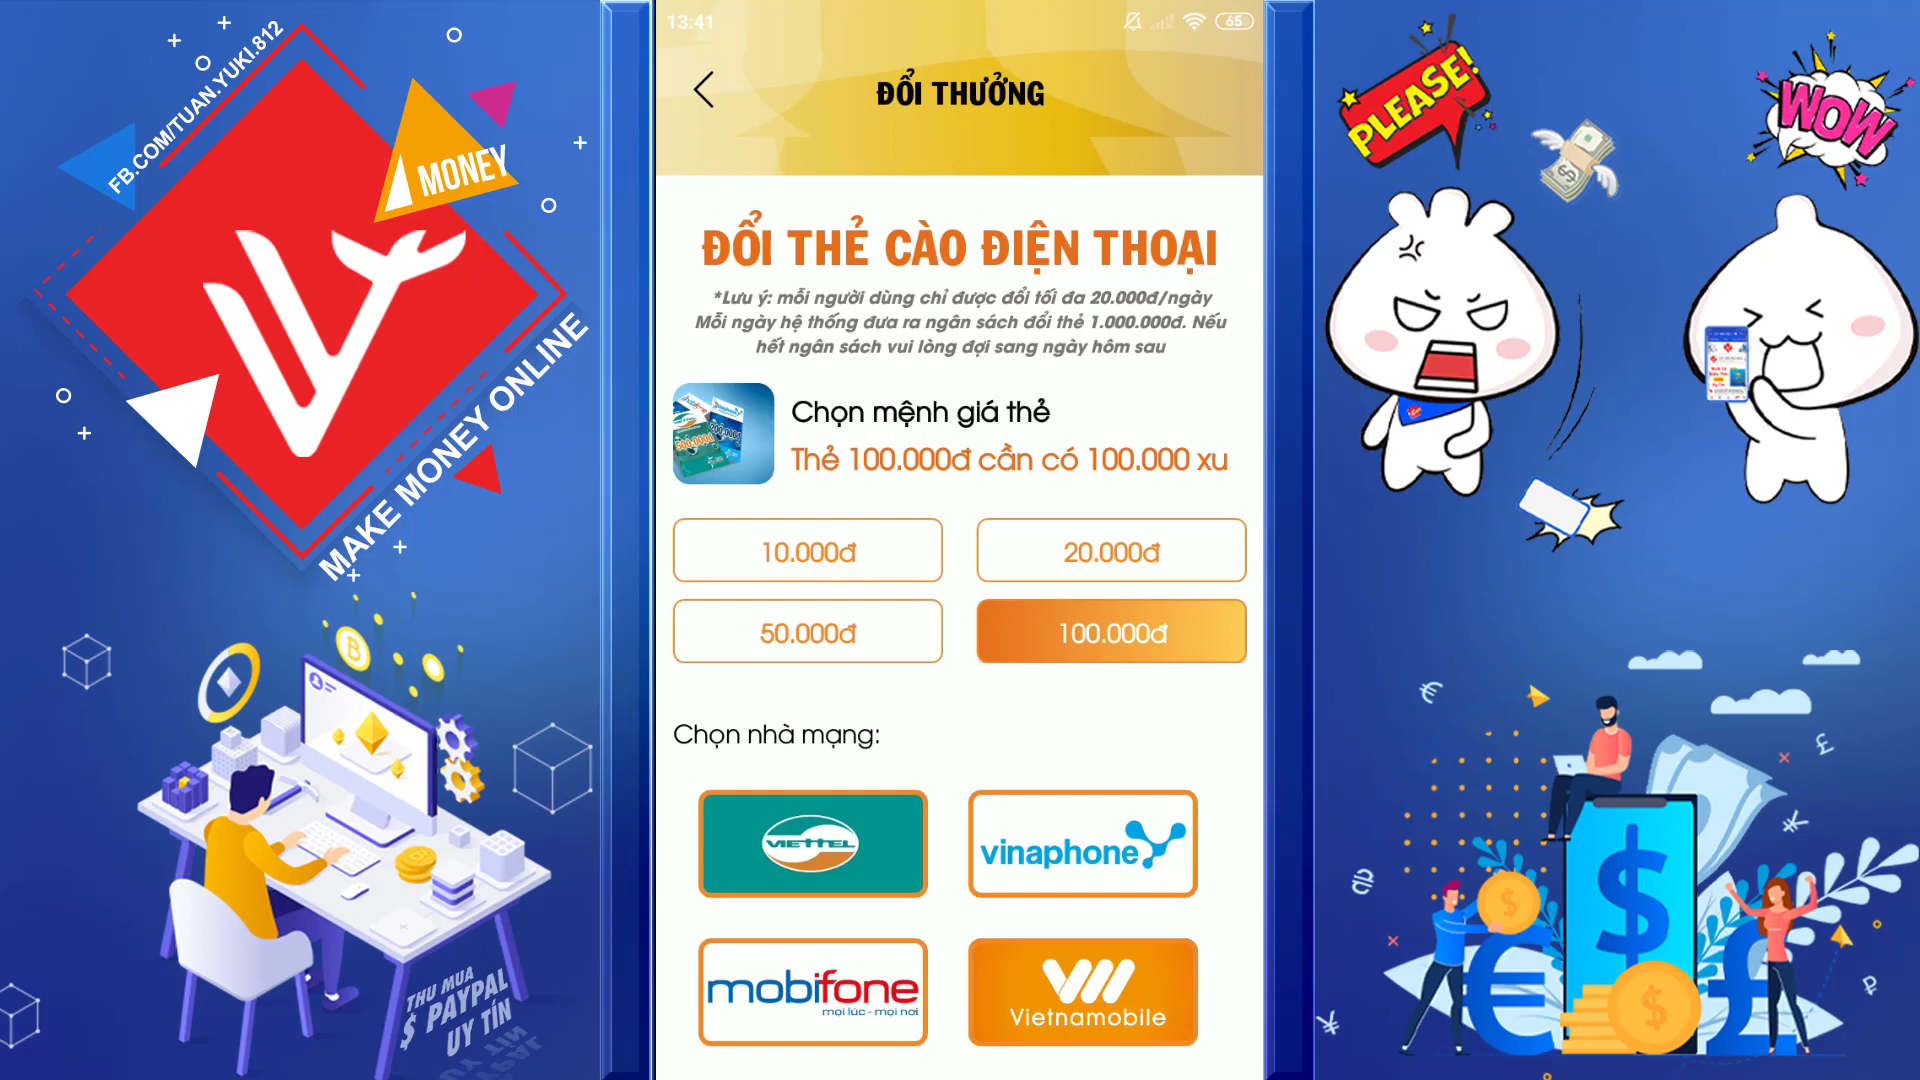 FB.COM/TUAN.YUKI.812
MONEY
MAKE MONEY ONLINE
THU MUA
$ PAYPAL
UY TÍN
13:41
65
ĐỔI THƯỞNG
ĐỔI THẺ CÀO ĐIỆN THOẠI
*Lưu ý: mỗi người dùng chỉ được đổi tối đa 20.000đ/ngày
Mỗi ngày hệ thống đưa ra ngân sách đổi thẻ 1.000.000đ. Nếu
hết ngân sách vui lòng đợi sang ngày hôm sau
Chọn mệnh giá thẻ
Thẻ 100.000đ cần có 100.000 xu
10.000đ
20.000đ
50.000đ
100.000đ
Chọn nhà mạng:
VIETTEL
vinaphone
mobifone
mọi lúc - mọi nơi
Vietnamobile
PLEASE!
WOW